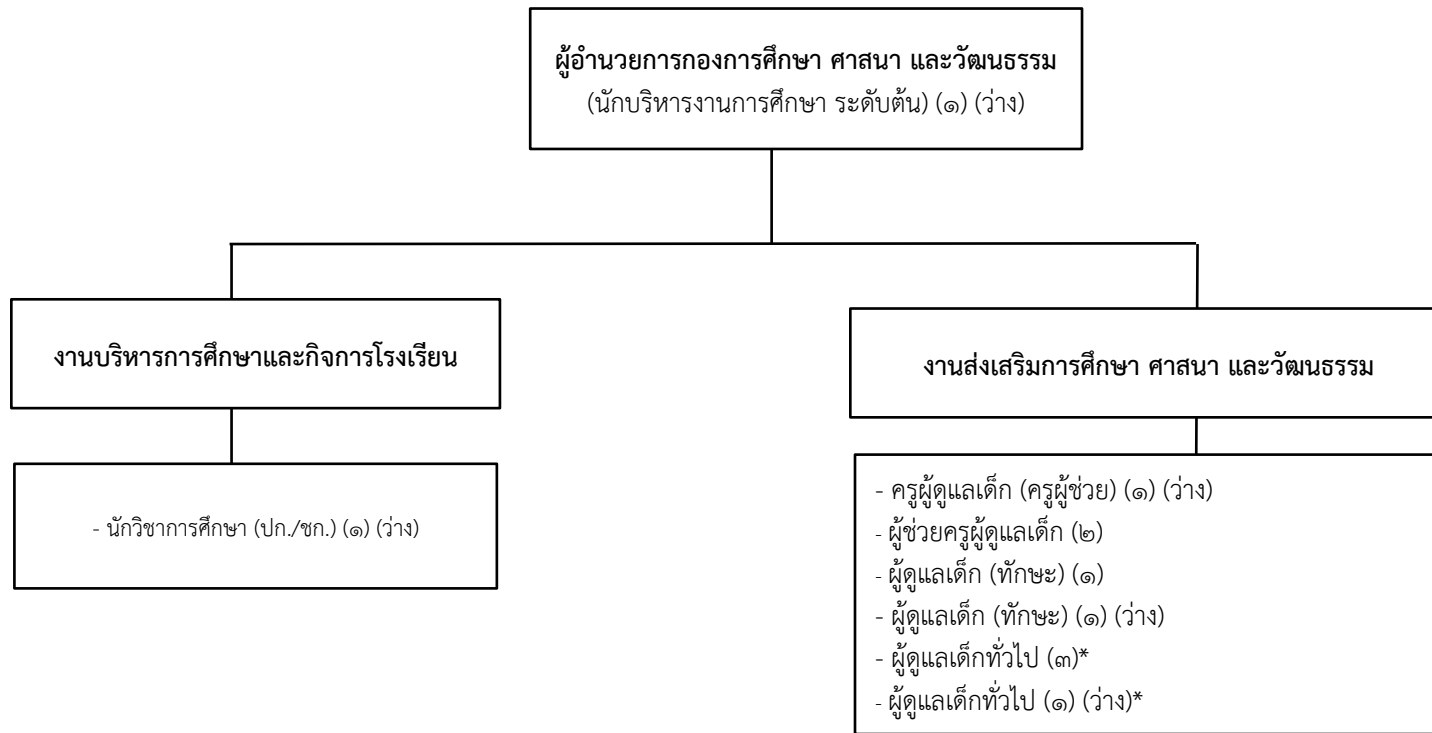 ผู้อำนวยการกองการศึกษา ศาสนา และวัฒนธรรม
(นักบริหารงานการศึกษา ระดับต้น) (๑) (ว่าง)
งานบริหารการศึกษาและกิจการโรงเรียน
งานส่งเสริมการศึกษา ศาสนา และวัฒนธรรม
- นักวิชาการศึกษา (ปก./ชก.) (๑) (ว่าง)
- ครูผู้ดูแลเด็ก (ครูผู้ช่วย) (๑) (ว่าง)
- ผู้ช่วยครูผู้ดูแลเด็ก (๒)
- ผู้ดูแลเด็ก (ทักษะ) (๑)
- ผู้ดูแลเด็ก (ทักษะ) (๑) (ว่าง)
- ผู้ดูแลเด็กทั่วไป (๓)*
- ผู้ดูแลเด็กทั่วไป (๑) (ว่าง)*